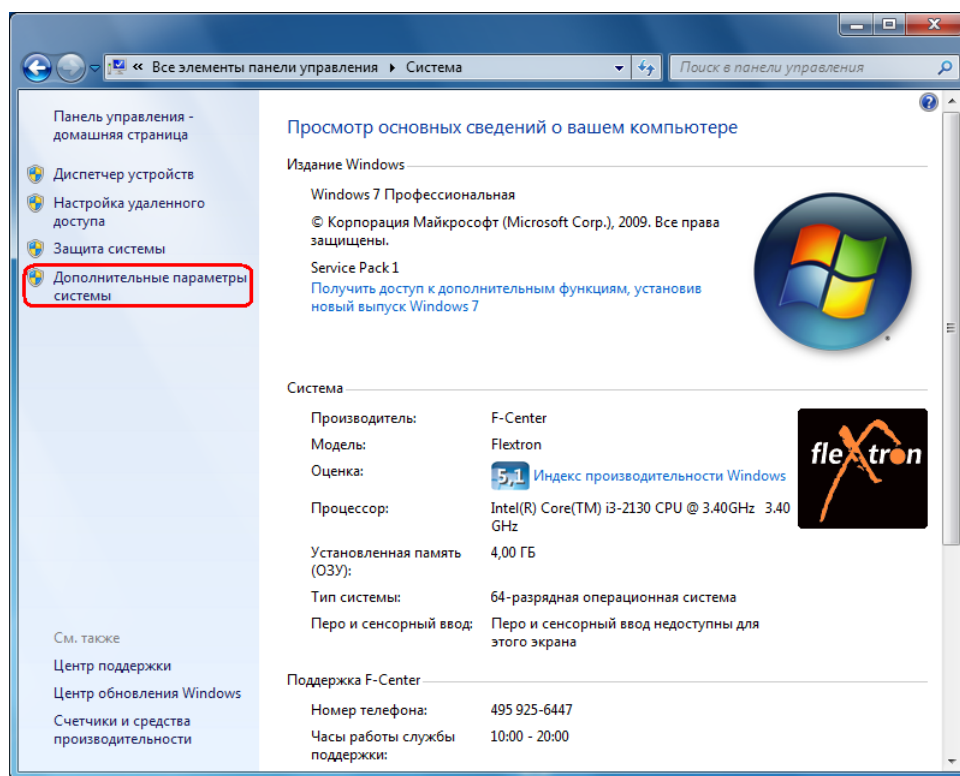 « Все элементы панели управления ▸ Система
Поиск в панели управления
Панель управления -
домашняя страница
Диспетчер устройств
Настройка удаленного
доступа
Защита системы
Дополнительные параметры
системы
См. также
Центр поддержки
Центр обновления Windows
Счетчики и средства
производительности
Просмотр основных сведений о вашем компьютере
Издание Windows
Windows 7 Профессиональная
© Корпорация Майкрософт (Microsoft Corp.), 2009. Все права
защищены.
Service Pack 1
Получить доступ к дополнительным функциям, установив
новый выпуск Windows 7
Система
Производитель: F-Center
Модель: Flextron
Оценка: 5,1 Индекс производительности Windows
Процессор: Intel(R) Core(TM) i3-2130 CPU @ 3.40GHz 3.40
GHz
Установленная память 4,00 ГБ
(ОЗУ):
Тип системы: 64-разрядная операционная система
Перо и сенсорный ввод: Перо и сенсорный ввод недоступны для
этого экрана
fleXtron
Поддержка F-Center
Номер телефона: 495 925-6447
Часы работы службы 10:00 - 20:00
поддержки: